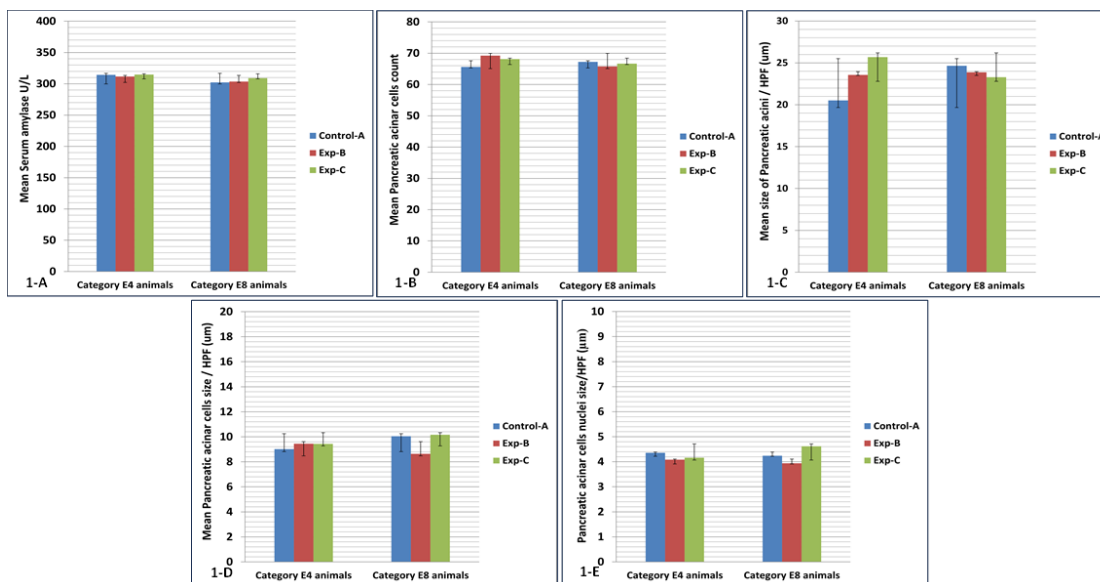 Mean Serum amylase U/L
400
350
300
250
200
150
100
50
0
Category E4 animals
Category E8 animals
Control-A
Exp-B
Exp-C
1-A
Mean Pancreatic acinar cells count
80
70
60
50
40
30
20
10
0
Category E4 animals
Category E8 animals
Control-A
Exp-B
Exp-C
1-B
Mean size of Pancreatic acini / HPF (um)
30
25
20
15
10
5
0
Category E4 animals
Category E8 animals
Control-A
Exp-B
Exp-C
1-C
Mean Pancreatic acinar cells size / HPF (um)
20
18
16
14
12
10
8
6
4
2
0
Category E4 animals
Category E8 animals
Control-A
Exp-B
Exp-C
1-D
Pancreatic acinar cells nuclei size/HPF (µm)
10
9
8
7
6
5
4
3
2
1
0
Category E4 animals
Category E8 animals
Control-A
Exp-B
Exp-C
1-E